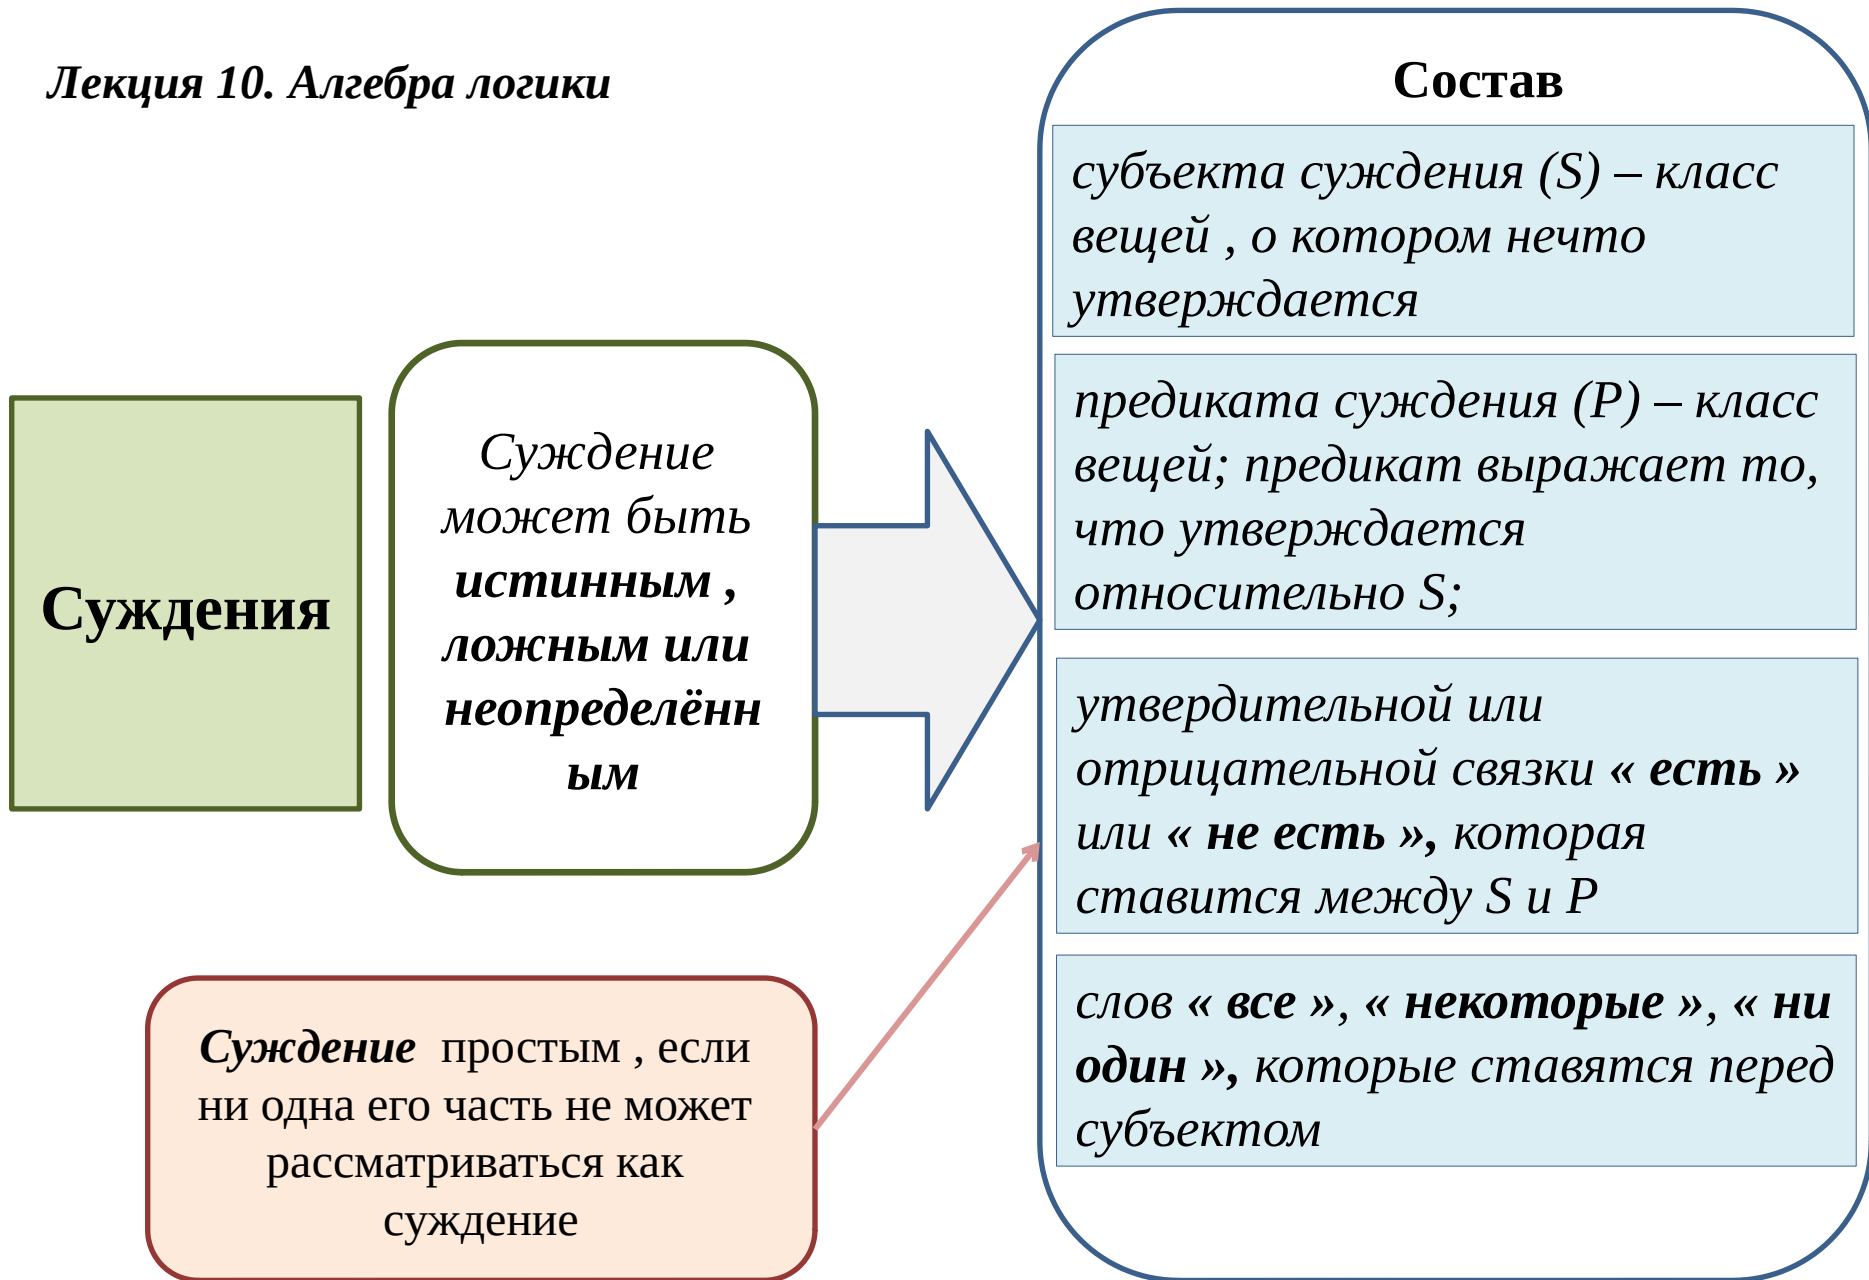 Лекция 10. Алгебра логики
Суждения
Суждение
может быть
истинным ,
ложным или
неопределённ
ым
Суждение простым , если
ни одна его часть не может
рассматриваться как
суждение
Состав
субъекта суждения (S) – класс
вещей , о котором нечто
утверждается
предиката суждения (P) – класс
вещей; предикат выражает то,
что утверждается
относительно S;
утвердительной или
отрицательной связки « есть »
или « не есть », которая
ставится между S и P
слов « все », « некоторые », « ни
один », которые ставятся перед
субъектом